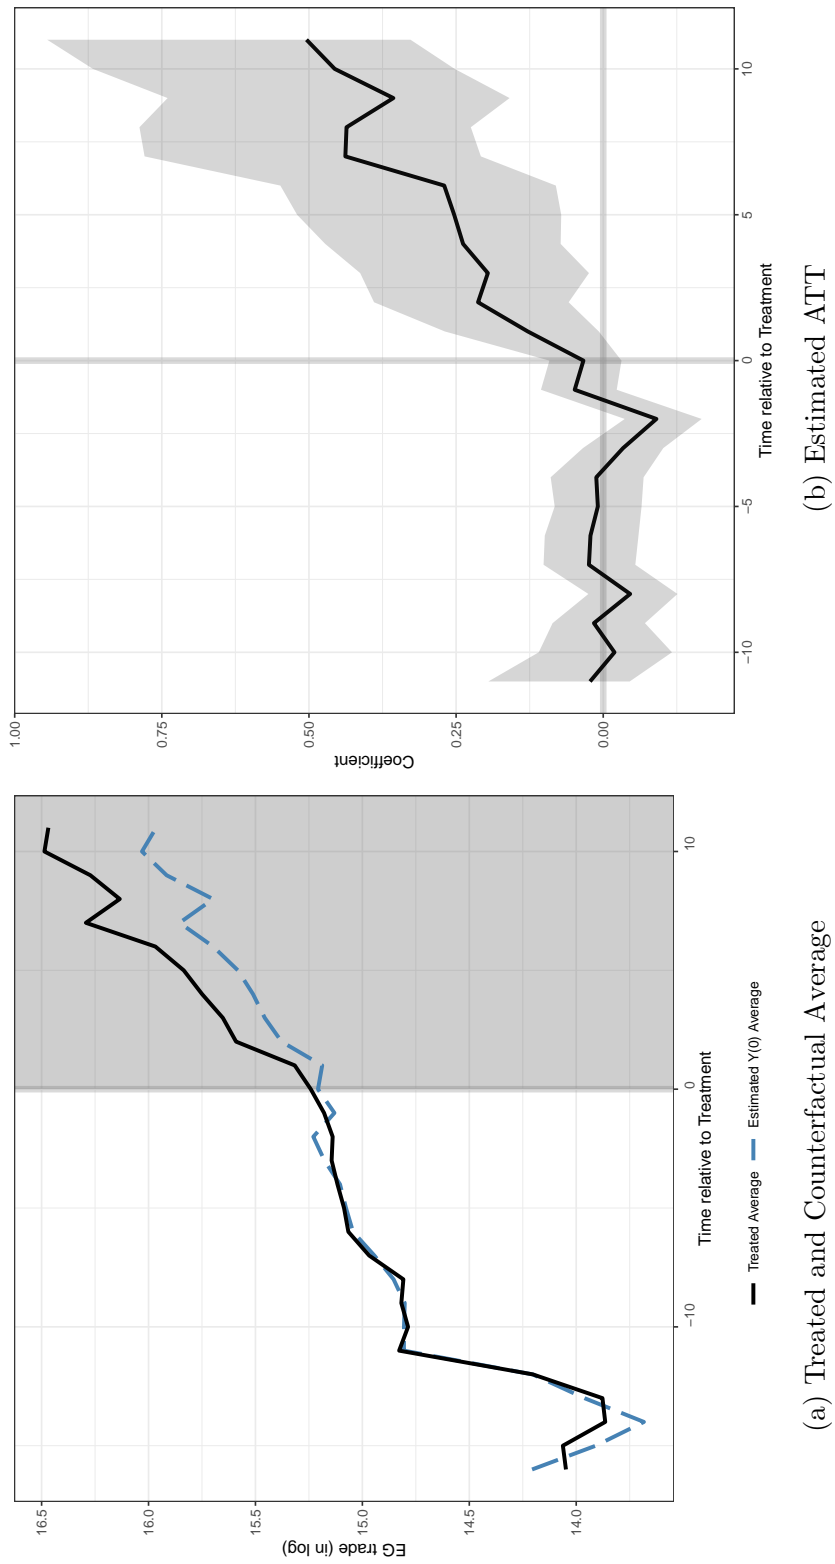 EG trade (in log)
16.5
16.0
15.5
15.0
14.5
14.0
−10
0
10
Time relative to Treatment
Treated Average
Estimated Y(0) Average
(a) Treated and Counterfactual Average
Coefficient
1.00
0.75
0.50
0.25
0.00
−10
−5
0
5
10
Time relative to Treatment
(b) Estimated ATT